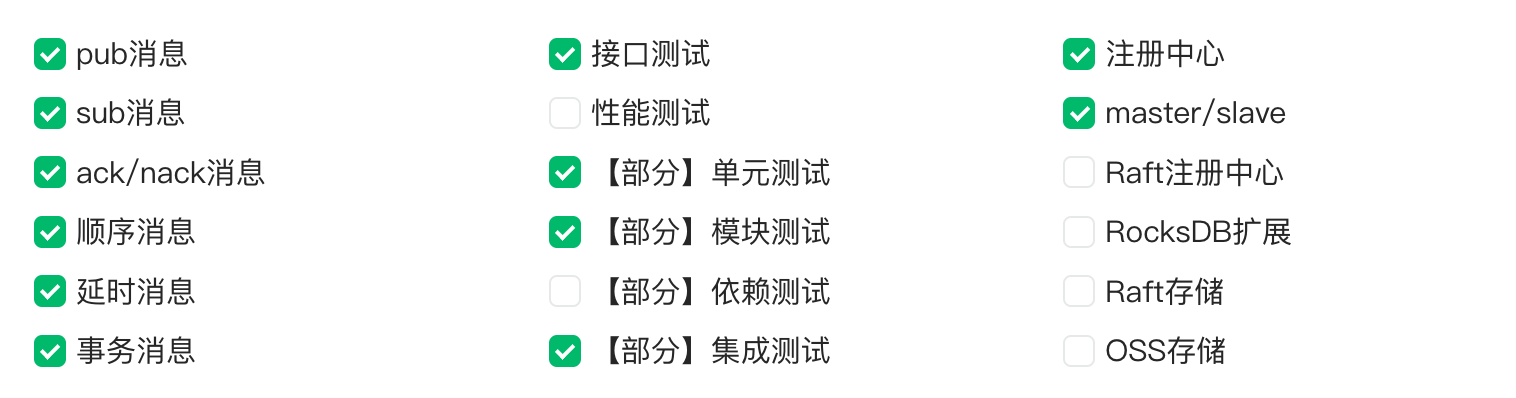 pub消息
sub消息
ack/nack消息
顺序消息
延时消息
事务消息
接口测试
性能测试
【部分】单元测试
【部分】模块测试
【部分】依赖测试
【部分】集成测试
注册中心
master/slave
Raft注册中心
RocksDB扩展
Raft存储
OSS存储